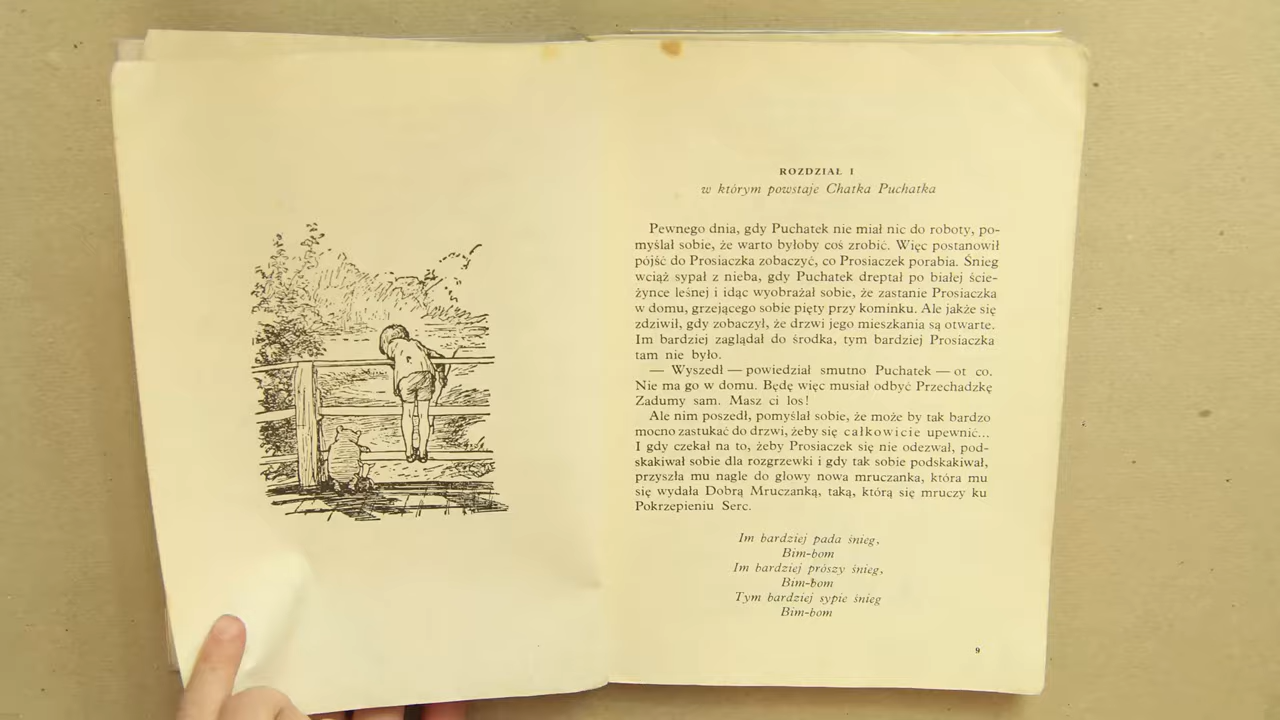 ROZDZIAŁ I
w którym powstaje Chatka Puchatka
Pewnego dnia, gdy Puchatek nie miał nic do roboty, po-
myślał sobie, że warto byłoby coś zrobić. Więc postanowił
pójść do Prosiaczka zobaczyć, co Prosiaczek porabia. Śnieg
wciąż sypał z nieba, gdy Puchatek dreptał po białej ście-
żynce leśnej i idąc wyobrażał sobie, że zastanie Prosiaczka
w domu, grzejącego sobie pięty przy kominku. Ale jakże się
zdziwił, gdy zobaczył, że drzwi jego mieszkania są otwarte.
Im bardziej zaglądał do środka, tym bardziej Prosiaczka
tam nie było.
— Wyszedł — powiedział smutno Puchatek — ot co.
Nie ma go w domu. Będę więc musiał odbyć Przechadzkę
Zadumy sam. Masz ci los!
Ale nim poszedł, pomyślał sobie, że może by tak bardzo
mocno zastukać do drzwi, żeby się całkowicie upewnić...
I gdy czekał na to, żeby Prosiaczek się nie odezwał, pod-
skakiwał sobie dla rozgrzewki i gdy tak sobie podskakiwał,
przyszła mu nagle do głowy nowa mruczanka, która mu
się wydała Dobrą Mruczanką, taką, którą się mruczy ku
Pokrzepieniu Serc.
Im bardziej pada śnieg,
Bim-bom
Im bardziej prószy śnieg,
Bim-bom
Tym bardziej sypie śnieg
Bim-bom
9